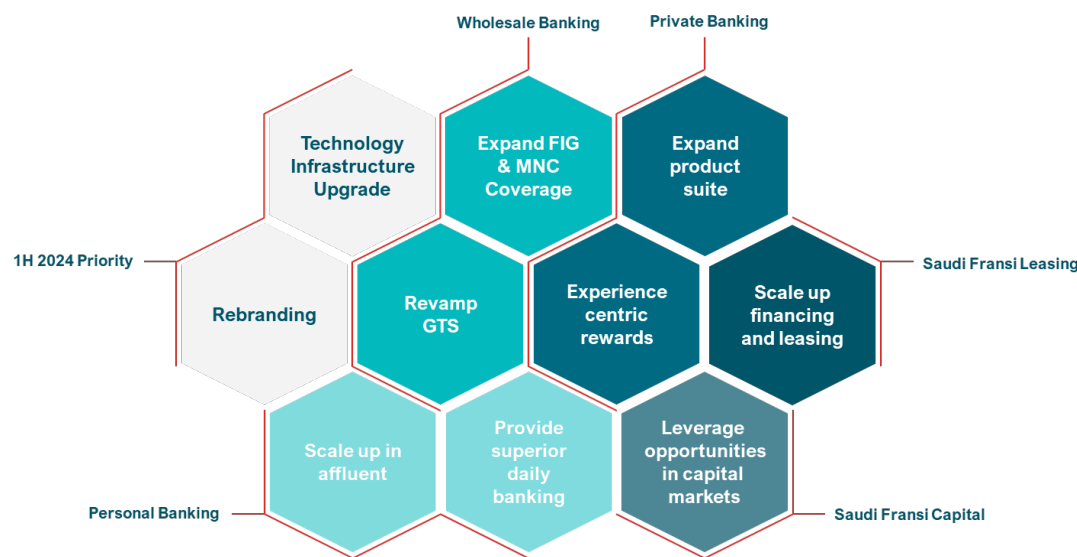 Wholesale Banking
Private Banking
Technology
Infrastructure
Upgrade
Expand FIG
& MNC
Coverage
Expand
product
suite
1H 2024 Priority
Saudi Fransi Leasing
Rebranding
Revamp
GTS
Experience
centric
rewards
Scale up
financing
and leasing
Scale up in
affluent
Provide
superior
daily
banking
Leverage
opportunities
in capital
markets
Personal Banking
Saudi Fransi Capital